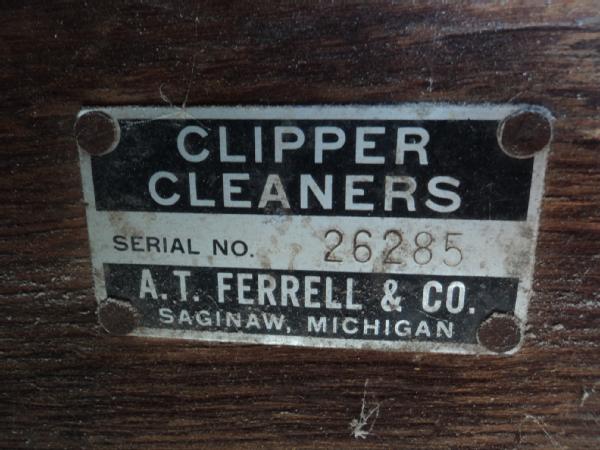 CLIPPER
CLEANERS
SERIAL NO. 26285
A.T. FERRELL & CO.
SAGINAW, MICHIGAN